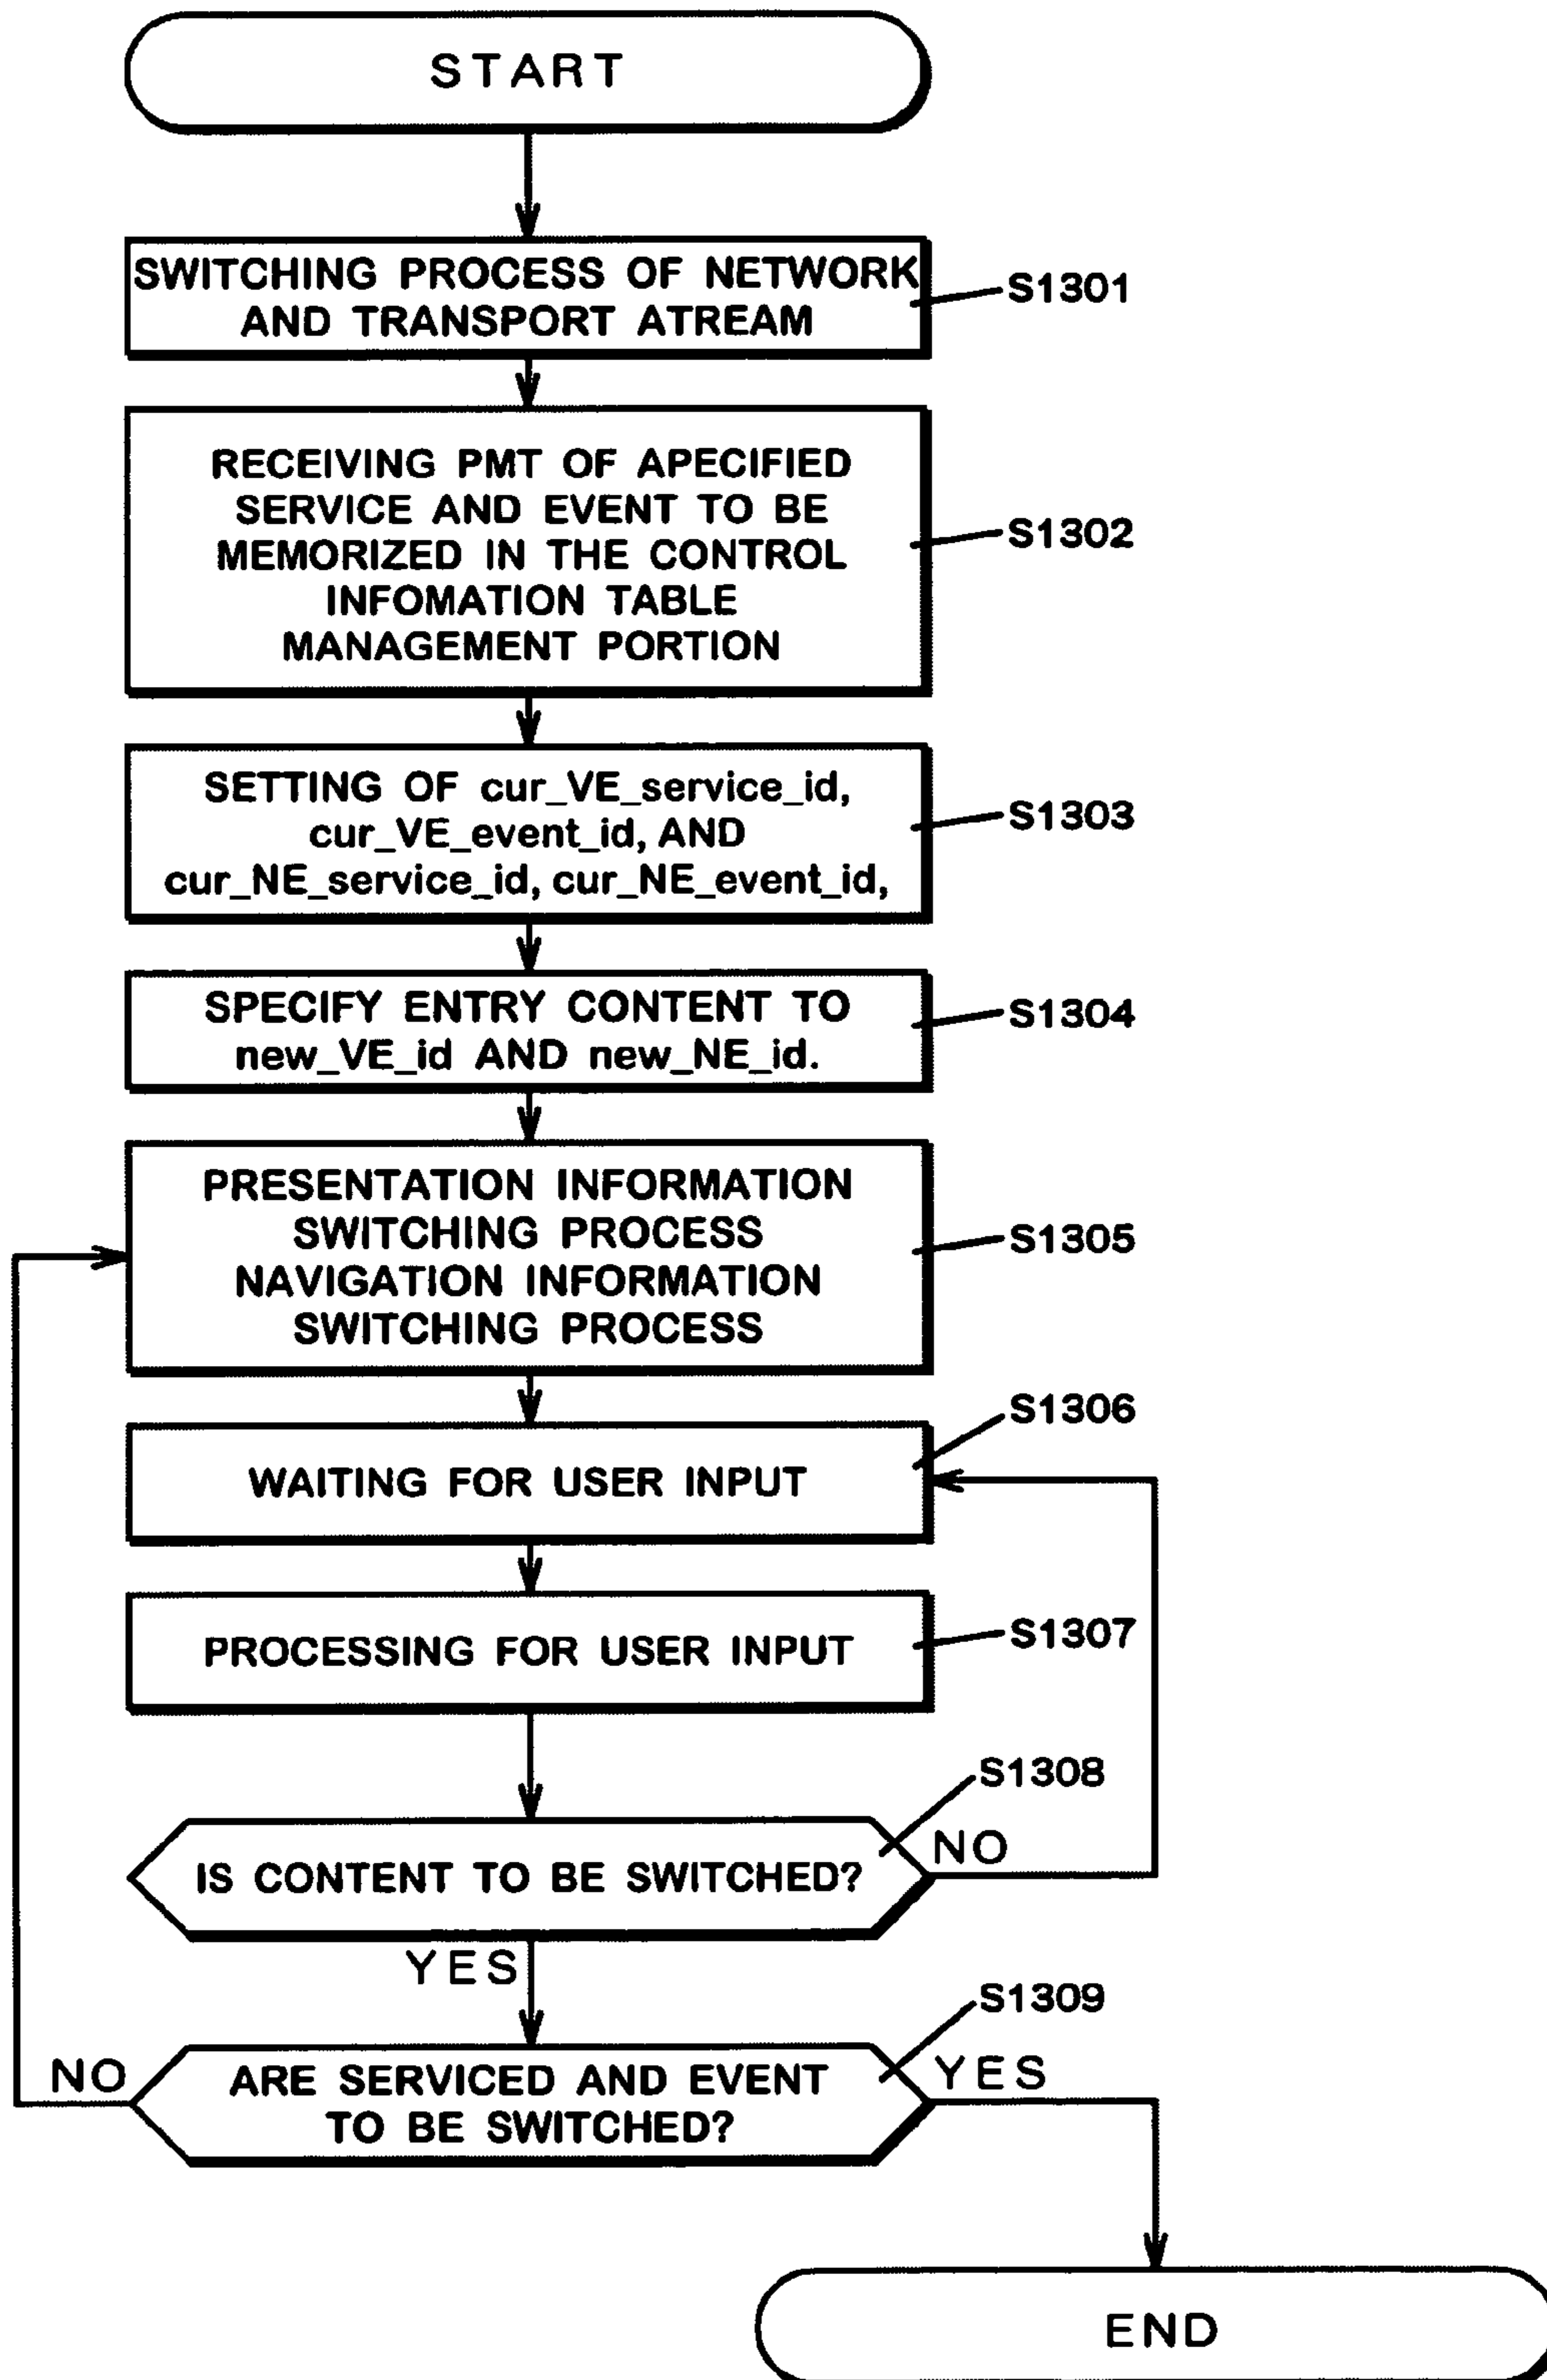 START
SWITCHING PROCESS OF NETWORK
AND TRANSPORT ATREAM
S1301
RECEIVING PMT OF APECIFIED
SERVICE AND EVENT TO BE
MEMORIZED IN THE CONTROL
INFOMATION TABLE
MANAGEMENT PORTION
S1302
SETTING OF cur_VE_service_id,
cur_VE_event_id, AND
cur_NE_service_id, cur_NE_event_id,
S1303
SPECIFY ENTRY CONTENT TO
new_VE_id AND new_NE_id.
S1304
PRESENTATION INFORMATION
SWITCHING PROCESS
NAVIGATION INFORMATION
SWITCHING PROCESS
S1305
S1306
WAITING FOR USER INPUT
PROCESSING FOR USER INPUT
S1307
S1308
IS CONTENT TO BE SWITCHED?
NO
YES
S1309
NO
ARE SERVICED AND EVENT
TO BE SWITCHED?
YES
END